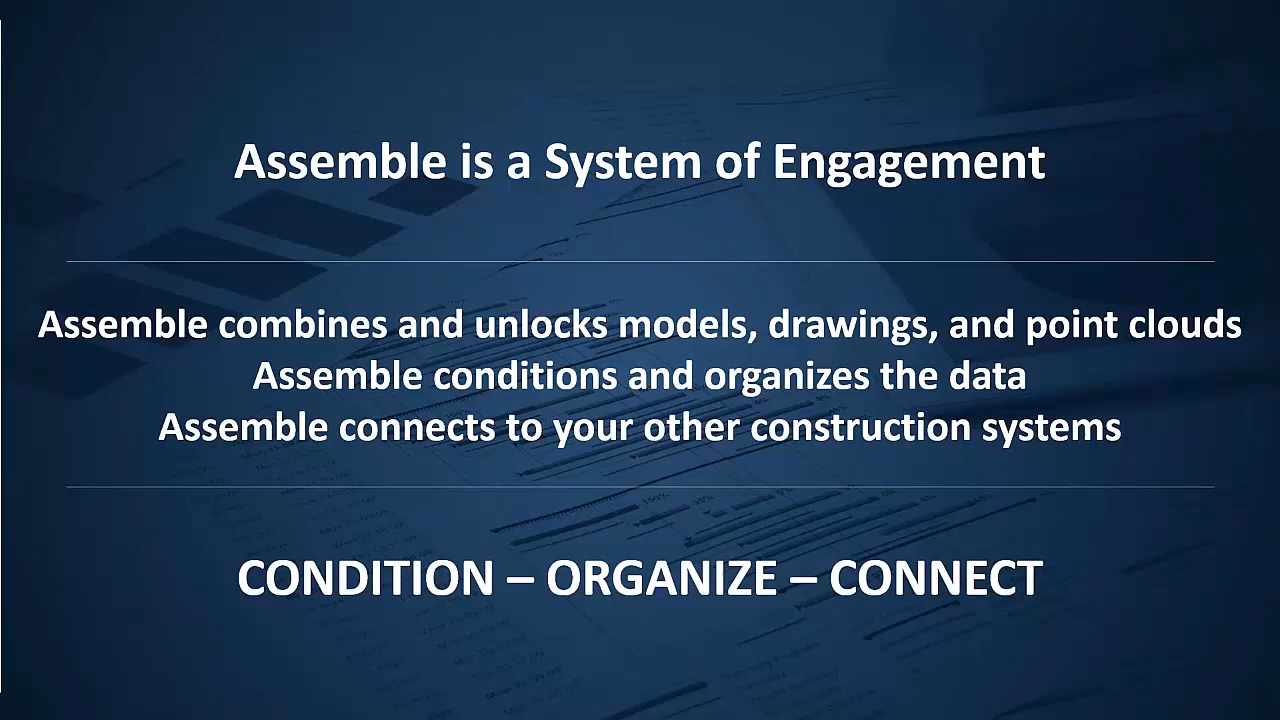 Assemble is a System of Engagement
Assemble combines and unlocks models, drawings, and point clouds
Assemble conditions and organizes the data
Assemble connects to your other construction systems
CONDITION – ORGANIZE – CONNECT